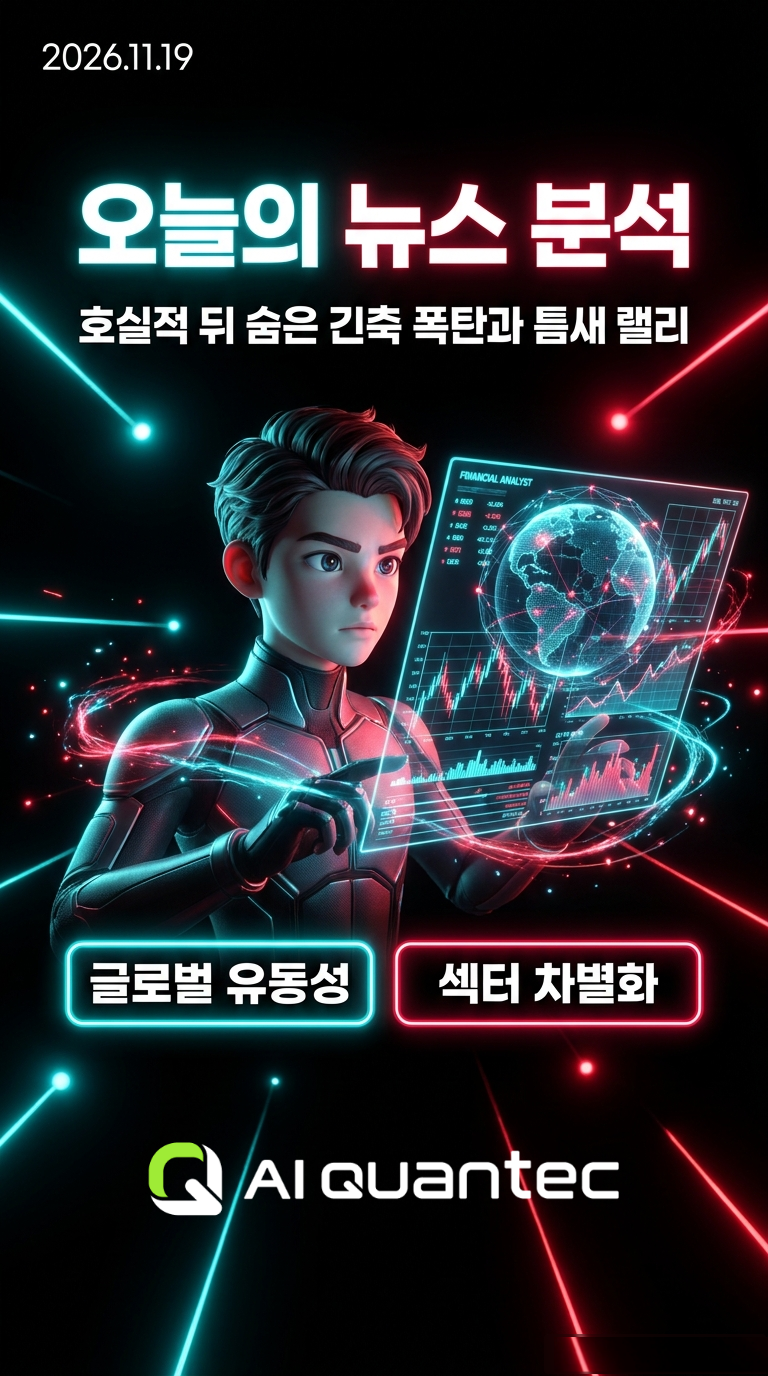 2026.11.19
오늘의 뉴스 분석
호실적 뒤 숨은 긴축 폭탄과 틈새 랠리
FINANCIAL ANALYST
글로벌 유동성
섹터 차별화
AI QUANTEC